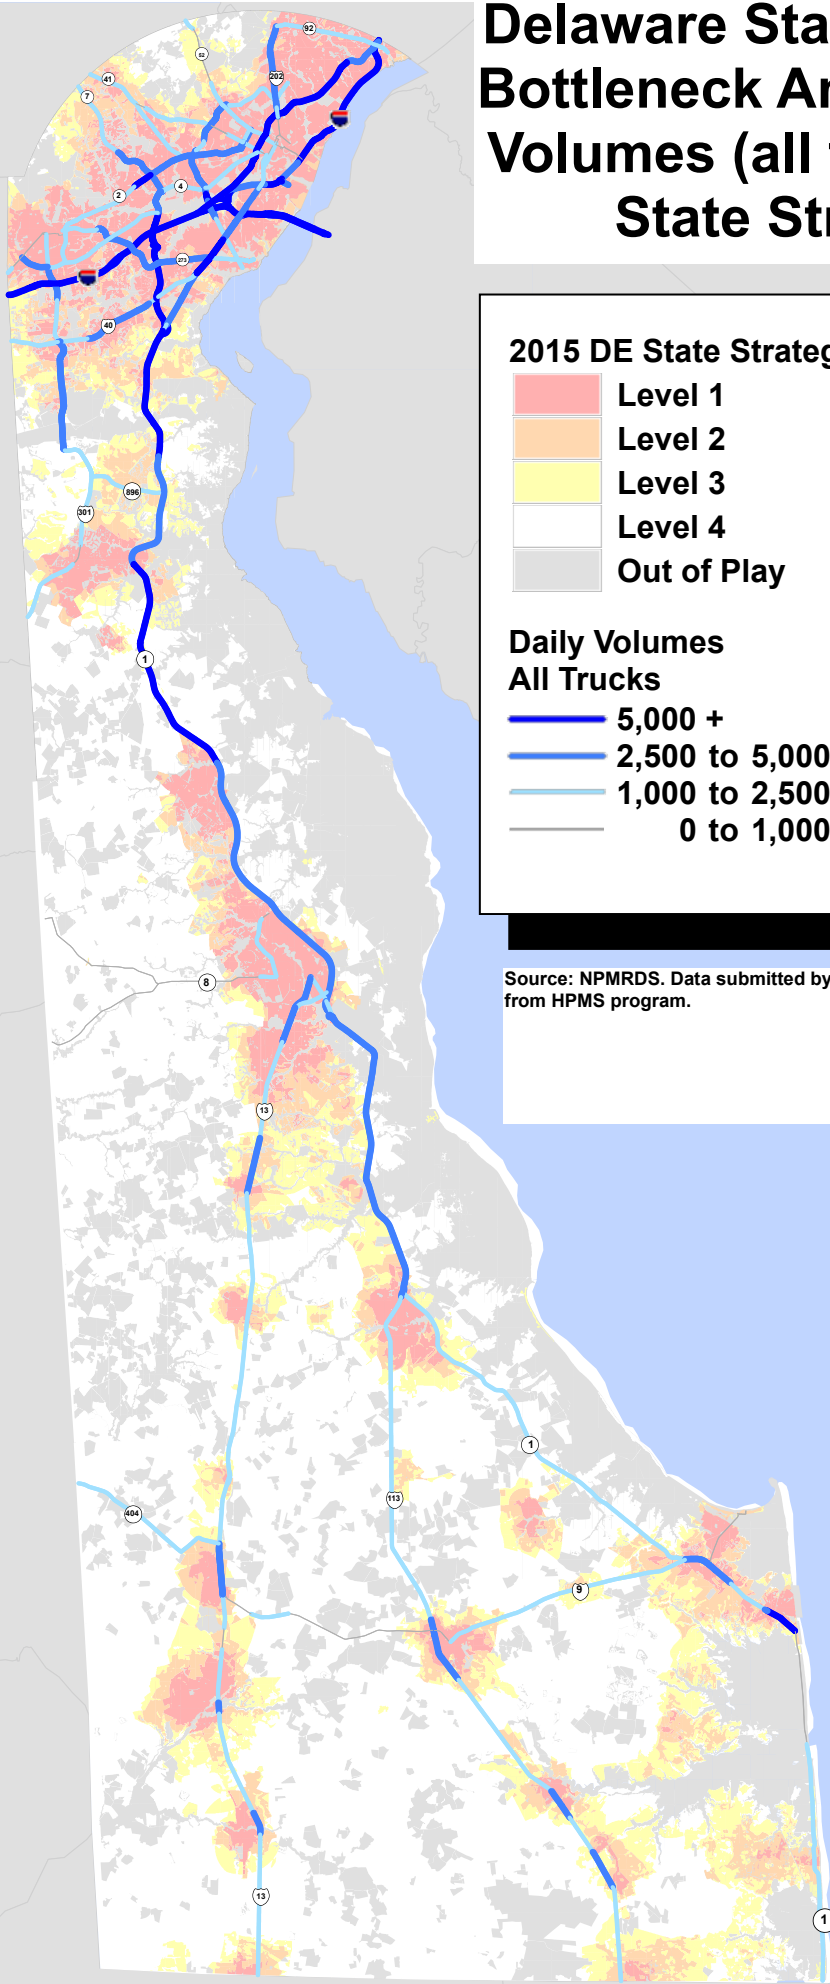 Delaware Sta
Bottleneck An
Volumes (all
State Str
2015 DE State Strateg
Level 1
Level 2
Level 3
Level 4
Out of Play
Daily Volumes
All Trucks
5,000 +
2,500 to 5,000
1,000 to 2,500
0 to 1,000
Source: NPMRDS. Data submitted by
from HPMS program.
92
52
202
41
7
2
4
273
40
896
301
1
8
13
1
113
404
9
13
1